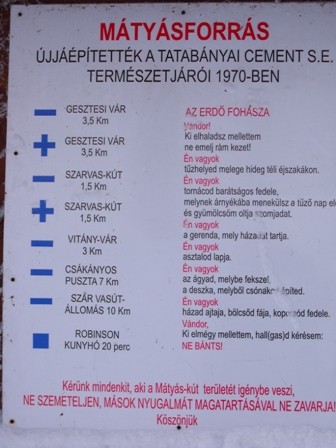 MÁTYÁSFORRÁS
ÚJJÁÉPÍTETTÉK A TATABÁNYAI CEMENT S.E.
TERMÉSZETJÁRÓI 1970-BEN
GESZTESI VÁR
3,5 Km
GESZTESI VÁR
3,5 Km
SZARVAS-KÚT
1,5 Km
SZARVAS-KÚT
1,5 Km
VITÁNY-VÁR
3 Km
CSÁKÁNYOS
PUSZTA 7 Km
SZÁR VASÚT-
ÁLLOMÁS 10 Km
ROBINSON
KUNYHÓ 20 perc
AZ ERDŐ FOHÁSZA
Vándor!
Ki elhaladsz mellettem
ne emelj rám kezet!
Én vagyok
tűzhelyed melege hideg téli éjszakákon.
Én vagyok
tornácod barátságos fedele,
melynek árnyékába menekülsz a tűző nap el
és gyümölcsöm oltja szomjadat.
Én vagyok
a gerenda, mely házadat tartja.
Én vagyok
asztalod lapja.
Én vagyok
az ágyad, melybe fekszel,
a deszka, melyből csónakod építed.
Én vagyok
házad ajtaja, bölcsőd fája, koporsód fedele.
Vándor,
Ki elmégy mellettem, hall(gas)d kérésem:
NE BÁNTS!
Kérünk mindenkit, aki a Mátyás-kút területét igénybe veszi,
NE SZEMETELJEN, MÁSOK NYUGALMÁT MAGATARTÁSÁVAL NE ZAVARJA!
Köszönjük